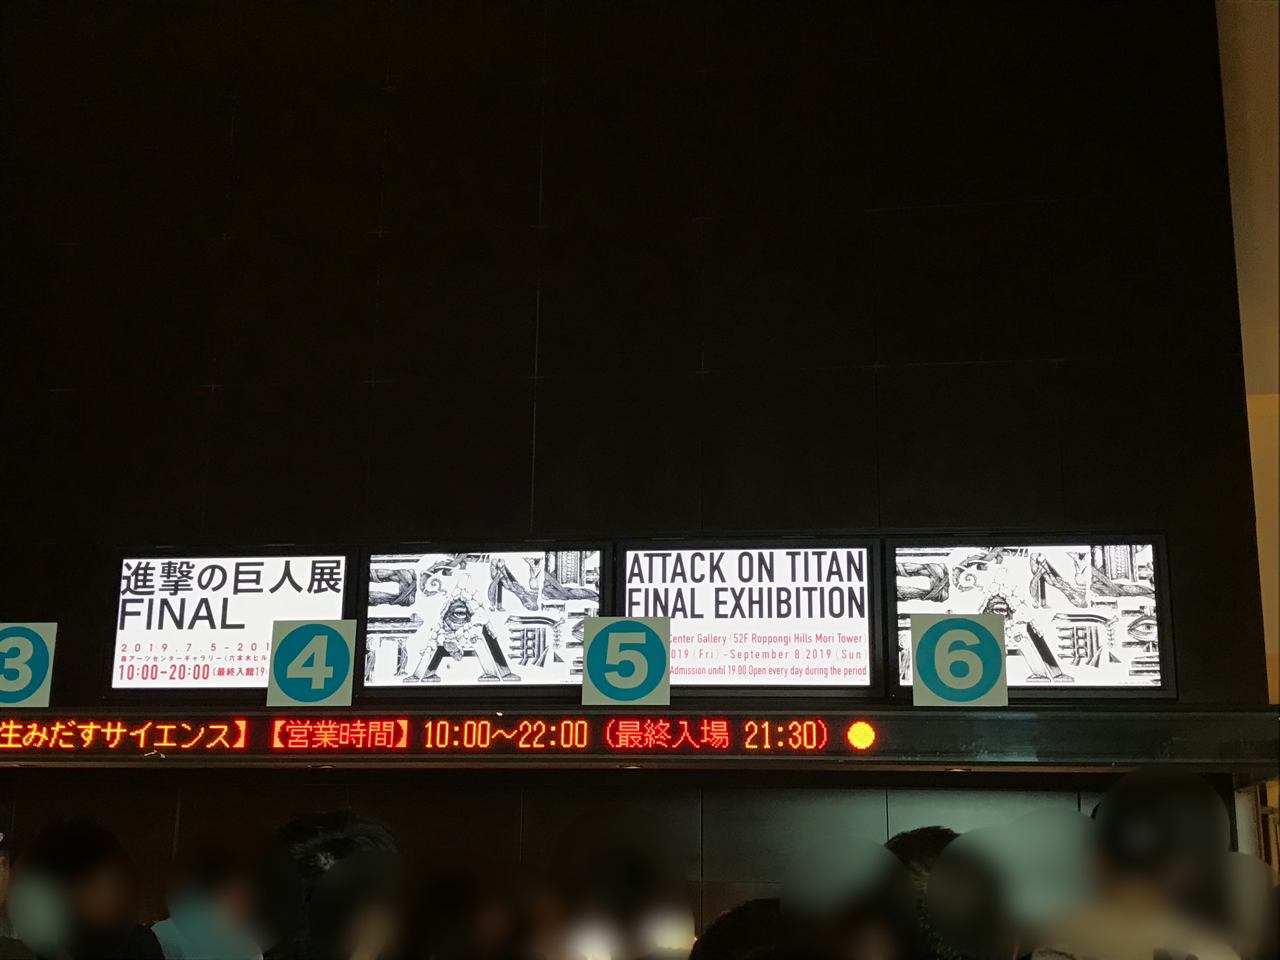 進撃の巨人展
FINAL
2019.7.5-201
アーツセンターギャラリー(六本木ヒル
10:00-20:00(最終入館19
ATTACK ON TITAN
FINAL EXHIBITION
Center Gallery (52F Roppongi Hills Mori Tower)
019 (Fri) -September 8.2019 (Sun)
Admission unitil 19.00 Open every day during the period
3
4
5
6
生みだすサイエンス】【営業時間】10:00～22:00 (最終入場 21:30) ●